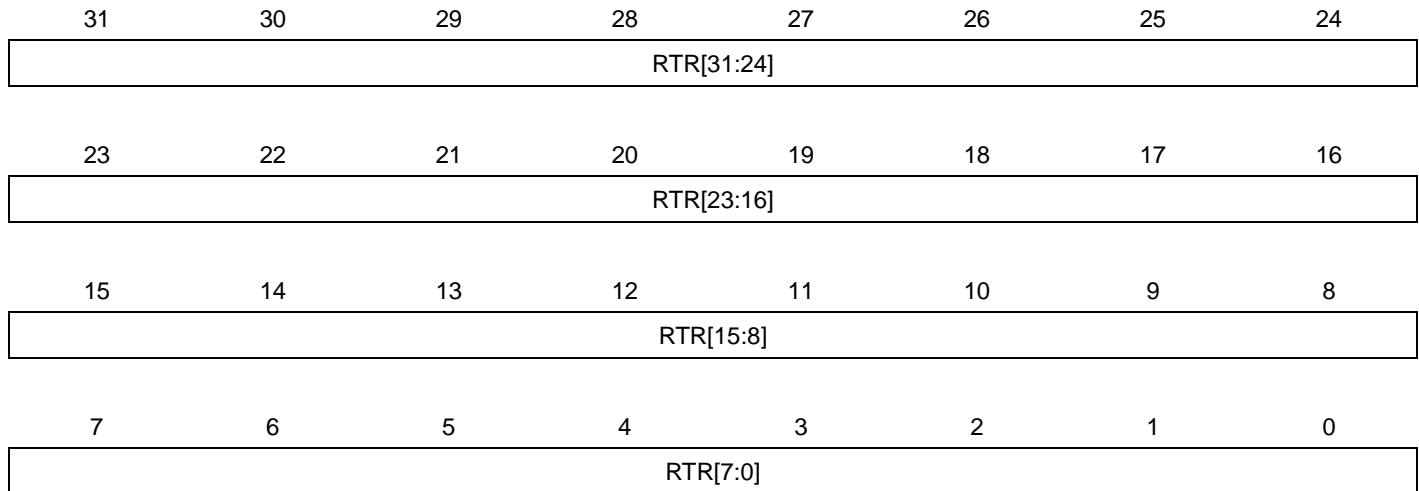 31 30 29 28 27 26 25 24
RTR[31:24]
23 22 21 20 19 18 17 16
RTR[23:16]
15 14 13 12 11 10 9 8
RTR[15:8]
7 6 5 4 3 2 1 0
RTR[7:0]